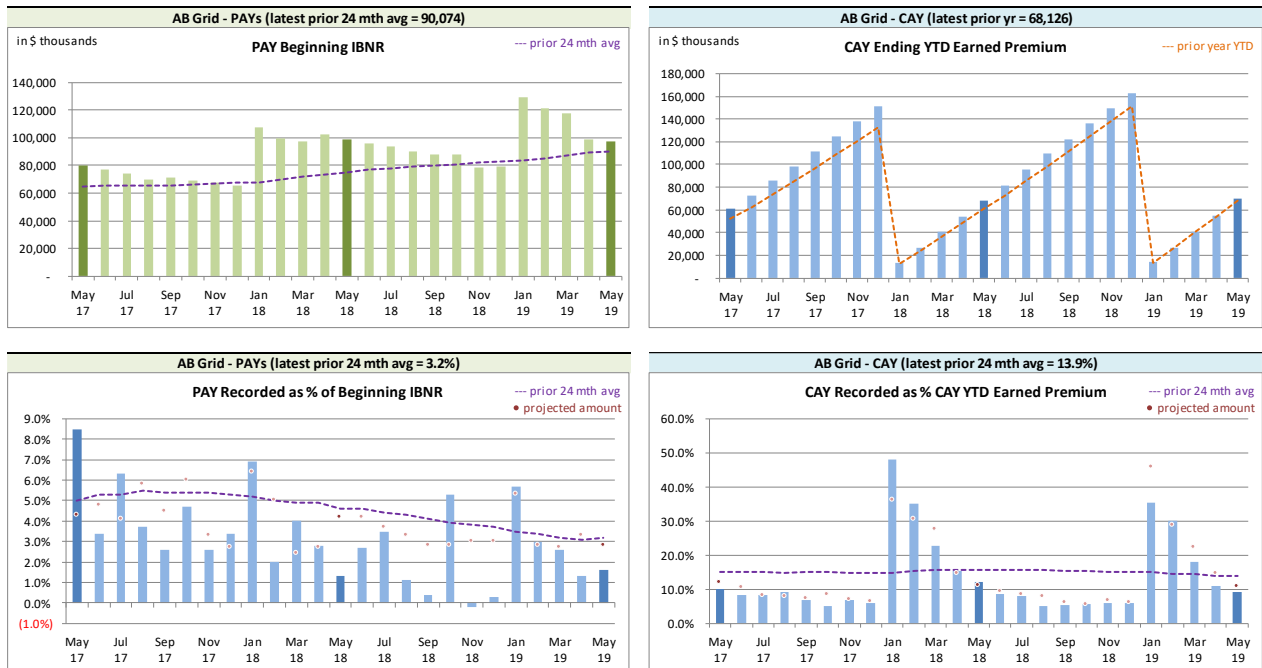 AB Grid - PAYs (latest prior 24 mth avg = 90,074)
in $ thousands
PAY Beginning IBNR
--- prior 24 mth avg
140,000
120,000
100,000
80,000
60,000
40,000
20,000
-
May Jul Sep Nov Jan Mar May Jul Sep Nov Jan Mar May
17 17 17 17 18 18 18 18 18 18 19 19 19
AB Grid - CAY (latest prior yr = 68,126)
in $ thousands
CAY Ending YTD Earned Premium
--- prior year YTD
180,000
160,000
140,000
120,000
100,000
80,000
60,000
40,000
20,000
-
May Jul Sep Nov Jan Mar May Jul Sep Nov Jan Mar May
17 17 17 17 18 18 18 18 18 18 19 19 19
AB Grid - PAYs (latest prior 24 mth avg = 3.2%)
PAY Recorded as % of Beginning IBNR
--- prior 24 mth avg
• projected amount
9.0%
8.0%
7.0%
6.0%
5.0%
4.0%
3.0%
2.0%
1.0%
0.0%
(1.0%)
May Jul Sep Nov Jan Mar May Jul Sep Nov Jan Mar May
17 17 17 17 18 18 18 18 18 18 19 19 19
AB Grid - CAY (latest prior 24 mth avg = 13.9%)
CAY Recorded as % CAY YTD Earned Premium
--- prior 24 mth avg
• projected amount
60.0%
50.0%
40.0%
30.0%
20.0%
10.0%
0.0%
May Jul Sep Nov Jan Mar May Jul Sep Nov Jan Mar May
17 17 17 17 18 18 18 18 18 18 19 19 19